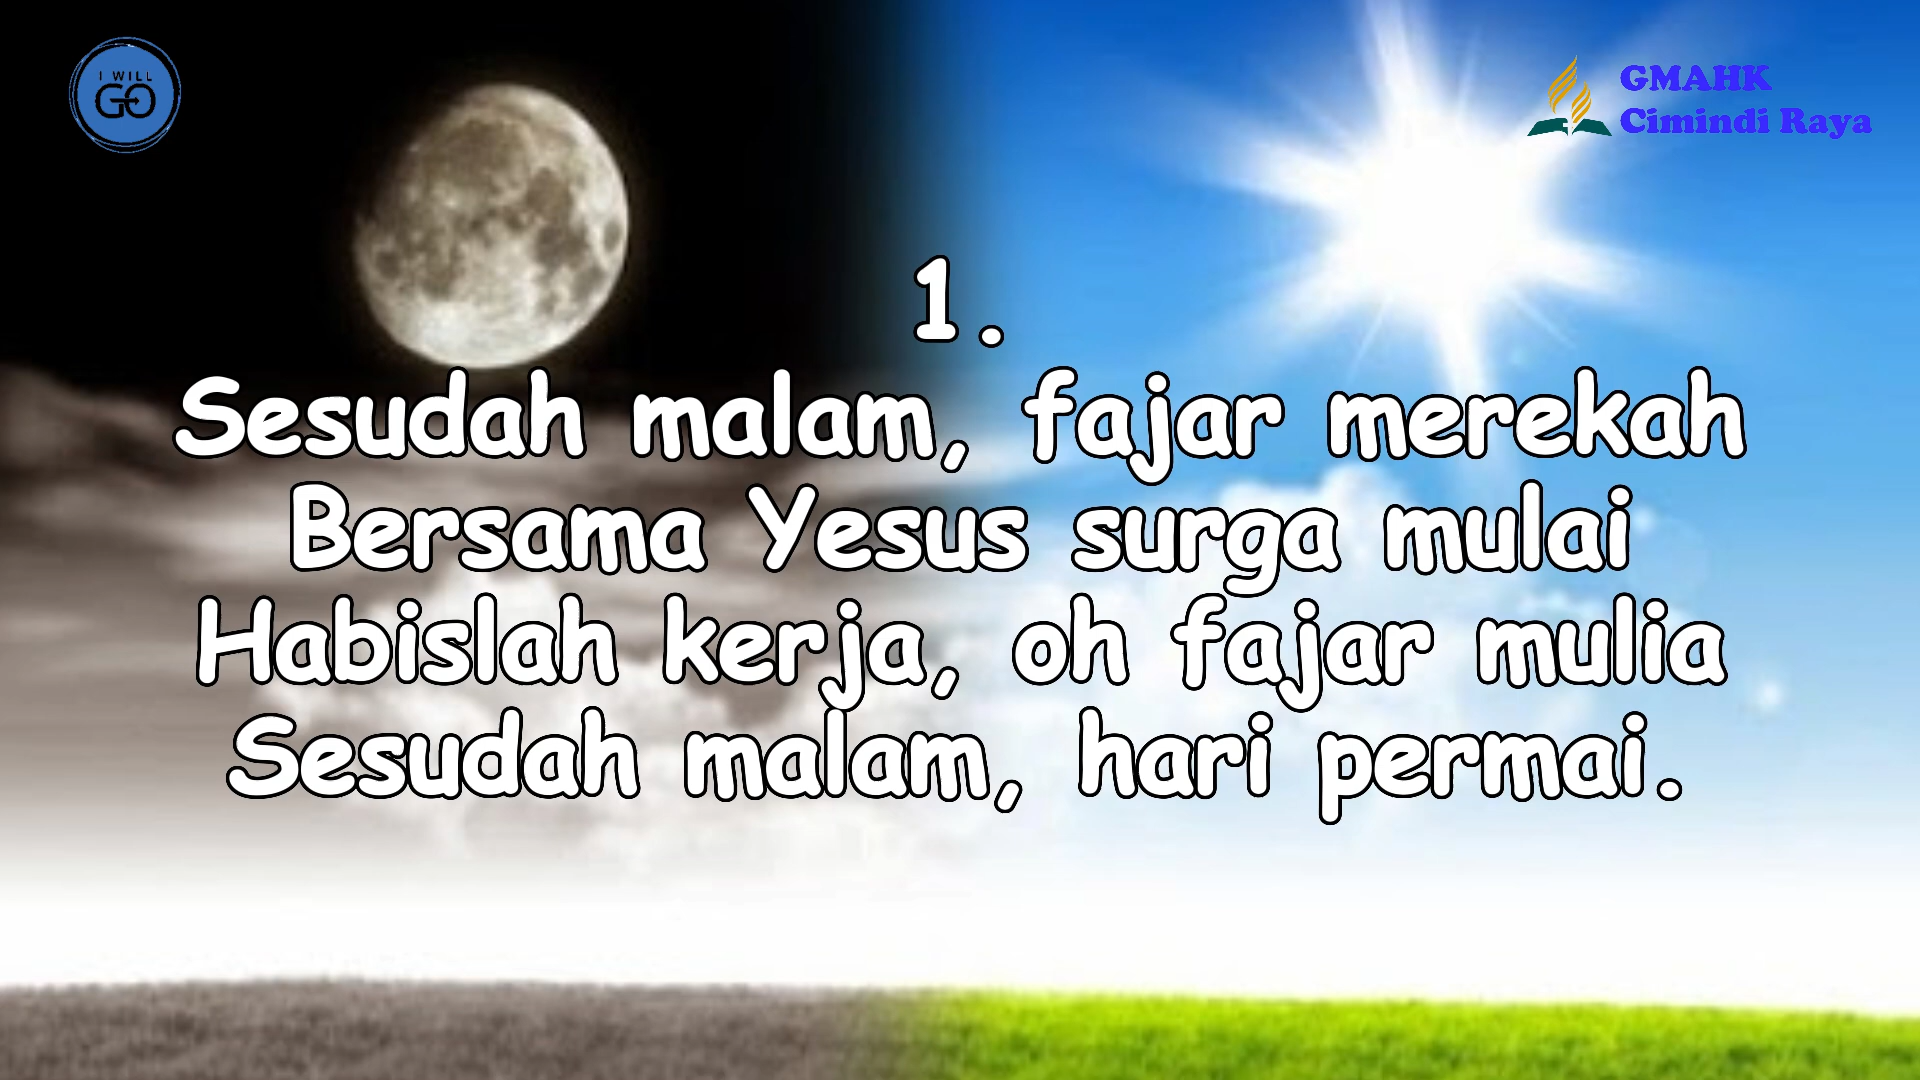 I WILL
GO
GMAHK
Cimindi Raya
1.
Sesudah malam, fajar merekah
Bersama Yesus surga mulai
Habislah kerja, oh fajar mulia
Sesudah malam, hari permai.